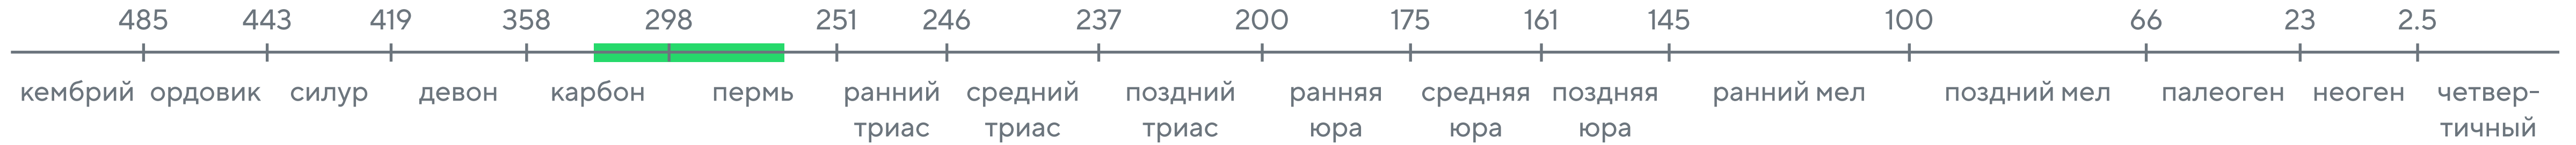 485 443 419 358 298 251 246 237 200 175 161 145 100 66 23 2.5
кембрий ордовик силур девон карбон пермь ранний средний поздний ранняя средняя поздняя ранний мел поздний мел палеоген неоген четвер-
триас триас триас юра юра юра тичный